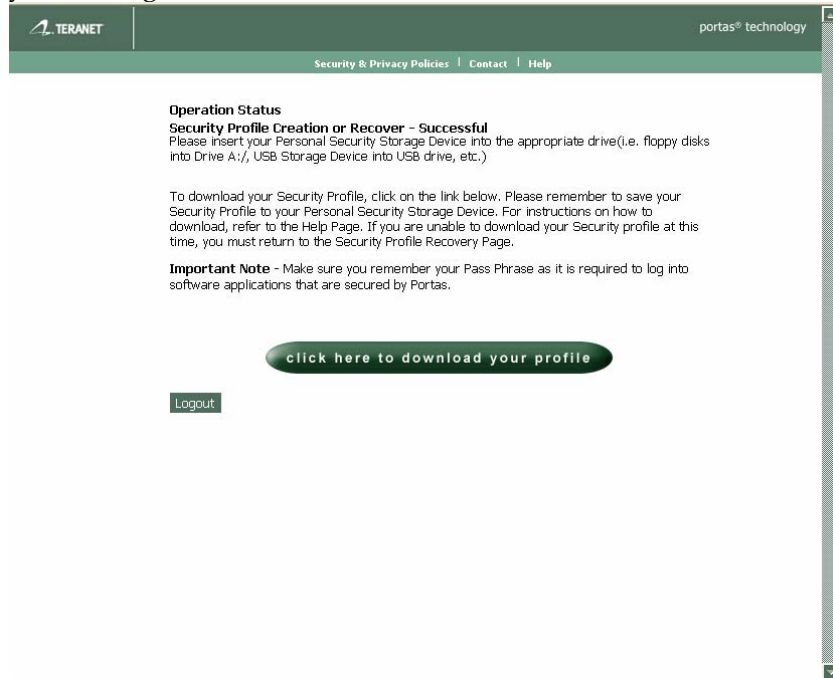 TERANET
portas® technology
Security & Privacy Policies | Contact | Help
Operation Status
Security Profile Creation or Recover - Successful
Please insert your Personal Security Storage Device into the appropriate drive(i.e. floppy disks
into Drive A:/, USB Storage Device into USB drive, etc.)
To download your Security Profile, click on the link below. Please remember to save your
Security Profile to your Personal Security Storage Device. For instructions on how to
download, refer to the Help Page. If you are unable to download your Security profile at this
time, you must return to the Security Profile Recovery Page.
Important Note - Make sure you remember your Pass Phrase as it is required to log into
software applications that are secured by Portas.
click here to download your profile
Logout